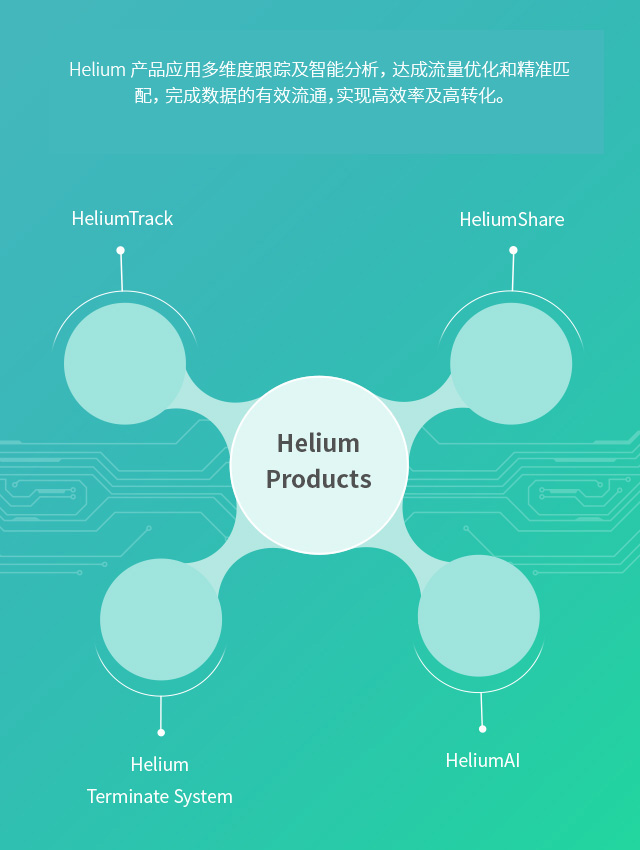 Helium 产品应用多维度跟踪及智能分析，达成流量优化和精准匹
配，完成数据的有效流通，实现高效率及高转化。
HeliumTrack
HeliumShare
Helium
Products
Helium
Terminate System
HeliumAI